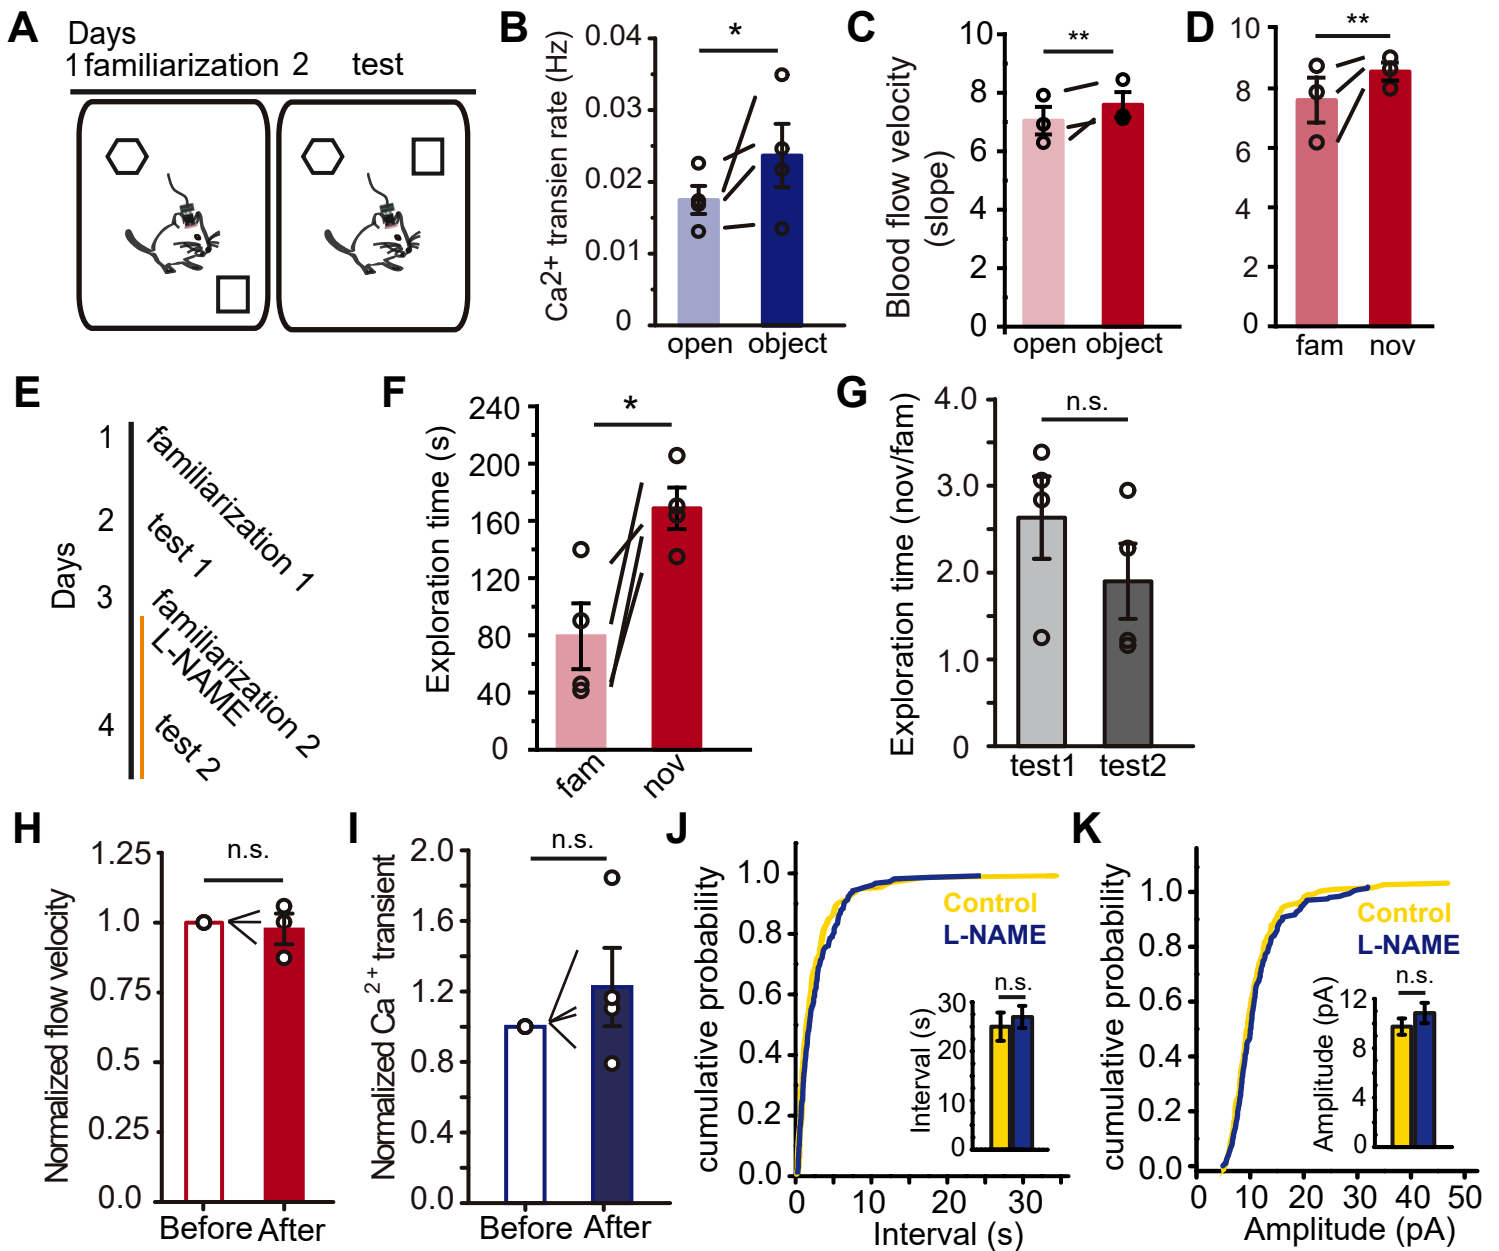 A
Days
1 familiarization 2 test
B
Ca2+ transien rate (Hz)
0.04
0.03
0.02
0.01
0
*
open object
C
Blood flow velocity
(slope)
10
8
6
4
2
0
**
open object
D
10
8
6
4
2
0
**
fam nov
E
Days
1
2
3
4
familiarization 1
test 1
familiarization 2
L-NAME
test 2
F
Exploration time (s)
240
200
160
120
80
40
0
*
fam
nov
G
Exploration time (nov/fam)
4.0
3.0
2.0
1.0
0
n.s.
test1 test2
H
Normalized flow velocity
1.25
1.0
0.75
0.5
0.25
0.0
n.s.
Before After
I
Normalized Ca2+ transient
2.0
1.6
1.2
0.8
0.4
0.0
n.s.
Before After
J
cumulative probability
1.0
0.8
0.6
0.4
0.2
0.0
Control
L-NAME
Interval (s)
30
20
10
0
n.s.
0 10 20 30
Interval (s)
K
cumulative probability
1.0
0.8
0.6
0.4
0.2
0.0
Control
L-NAME
Amplitude (pA)
12
8
4
0
n.s.
0 10 20 30 40 50
Amplitude (pA)